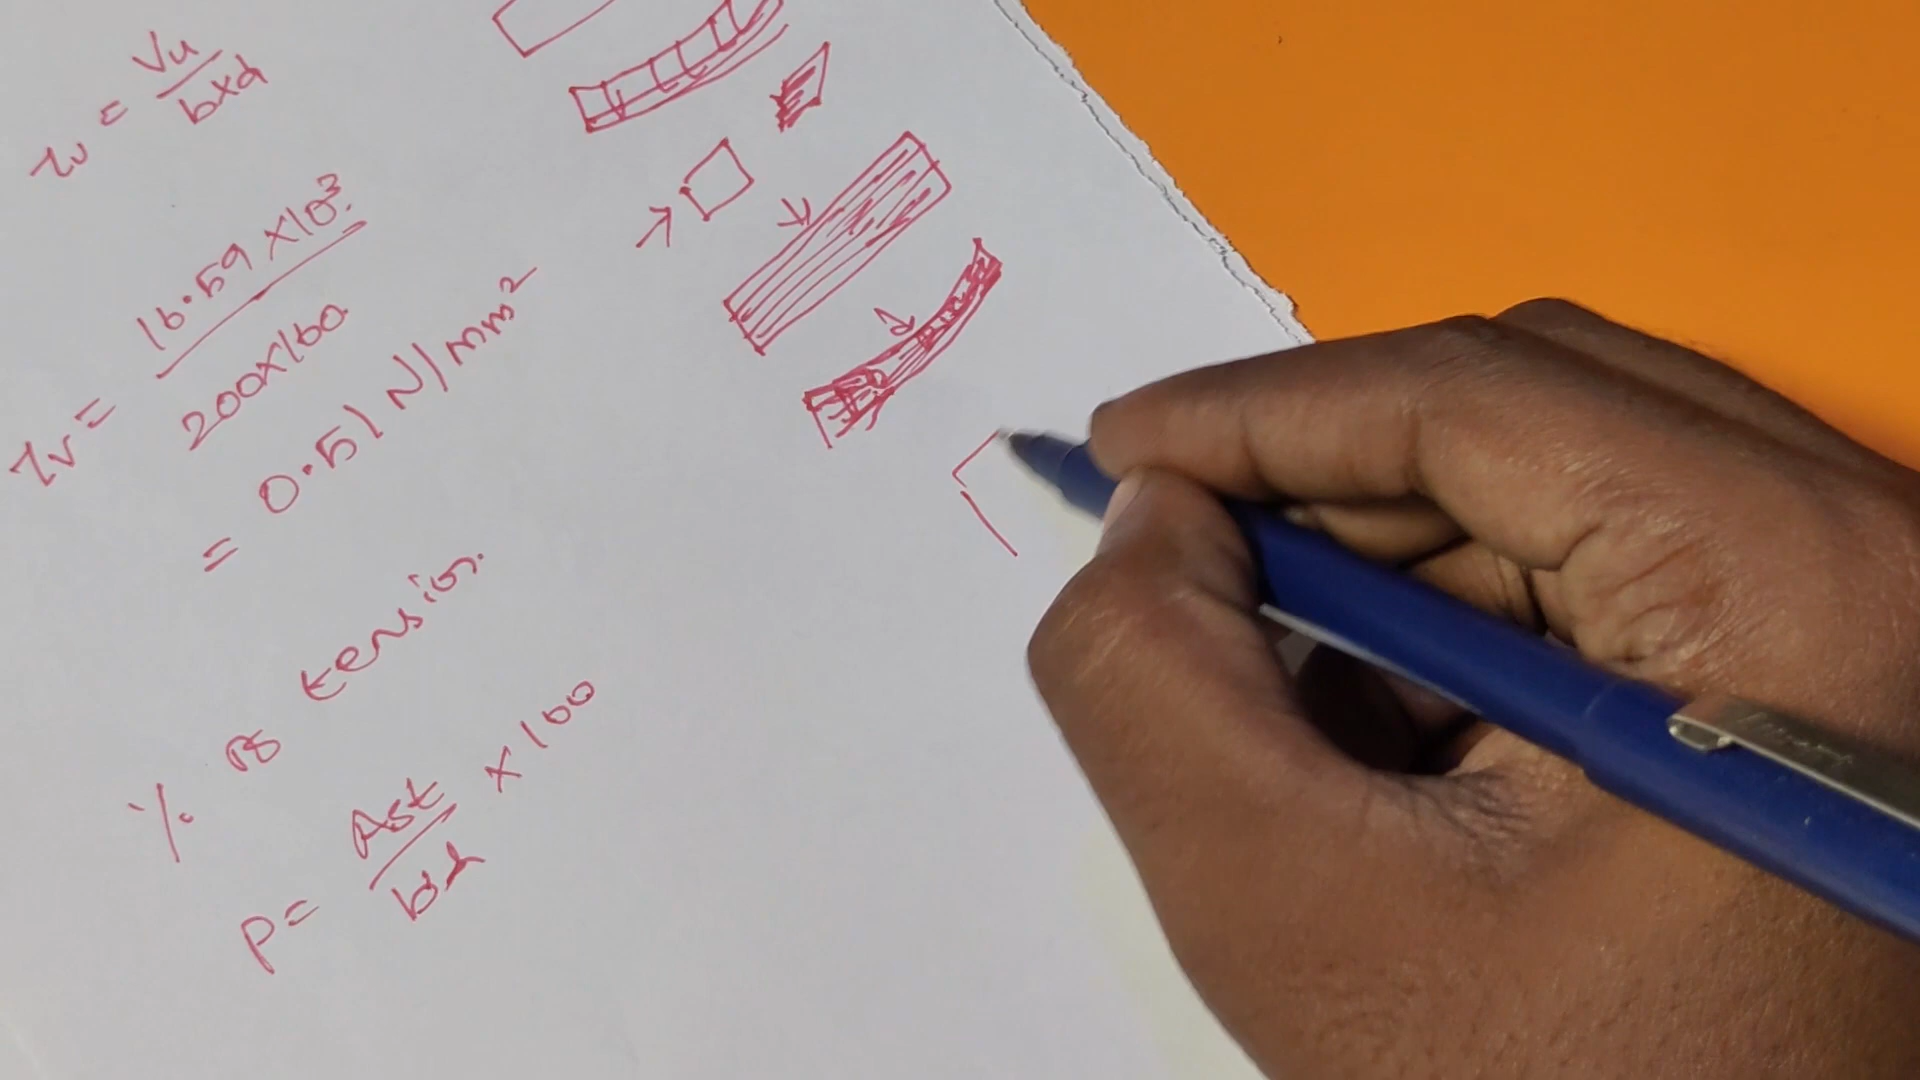 τv = Vu / b×d
τv = 16.59 ×10³ / 200×160
= 0.51 N/mm²
% of tension.
P = Ast / bd × 100